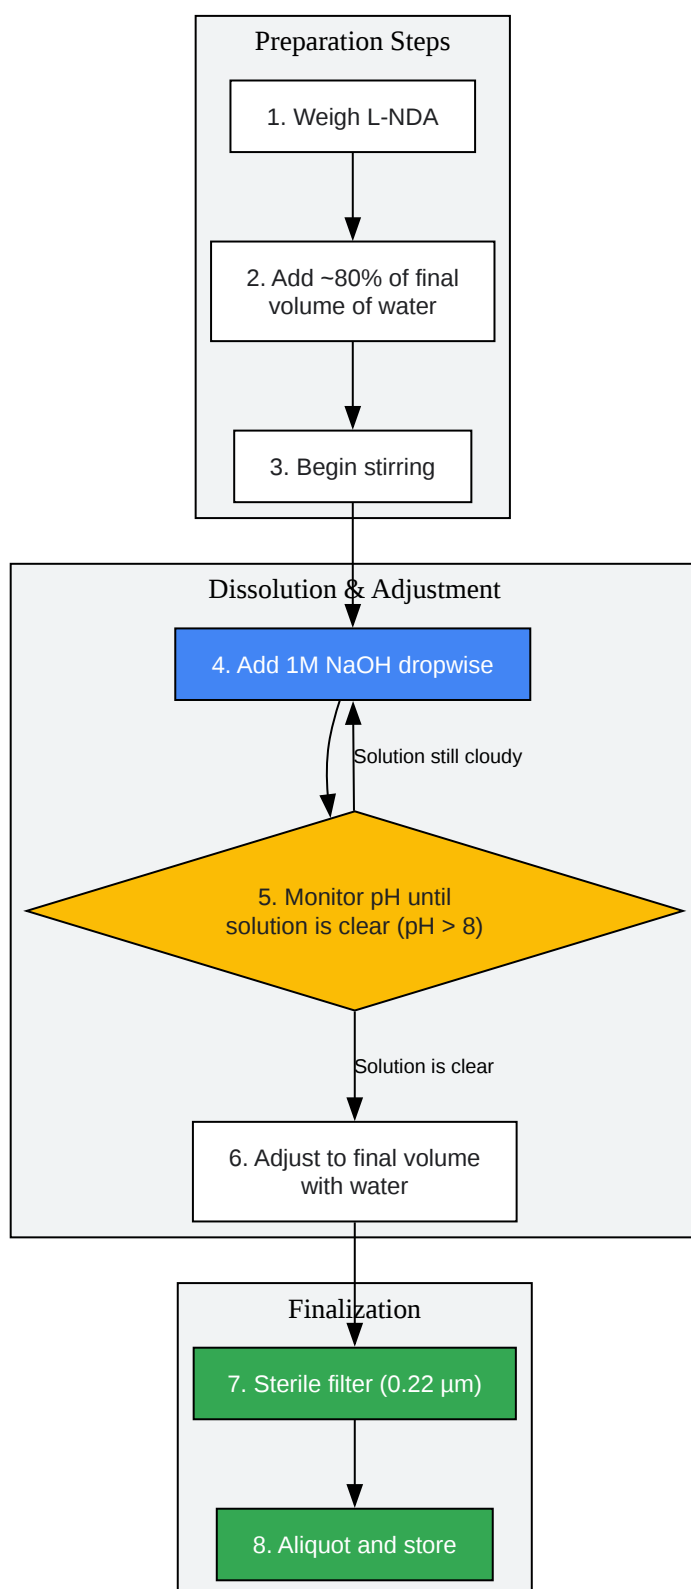 Preparation Steps
1. Weigh L-NDA
2. Add ~80% of final
volume of water
3. Begin stirring
Dissolution & Adjustment
4. Add 1M NaOH dropwise
Solution still cloudy
5. Monitor pH until
solution is clear (pH > 8)
Solution is clear
6. Adjust to final volume
with water
Finalization
7. Sterile filter (0.22 µm)
8. Aliquot and store